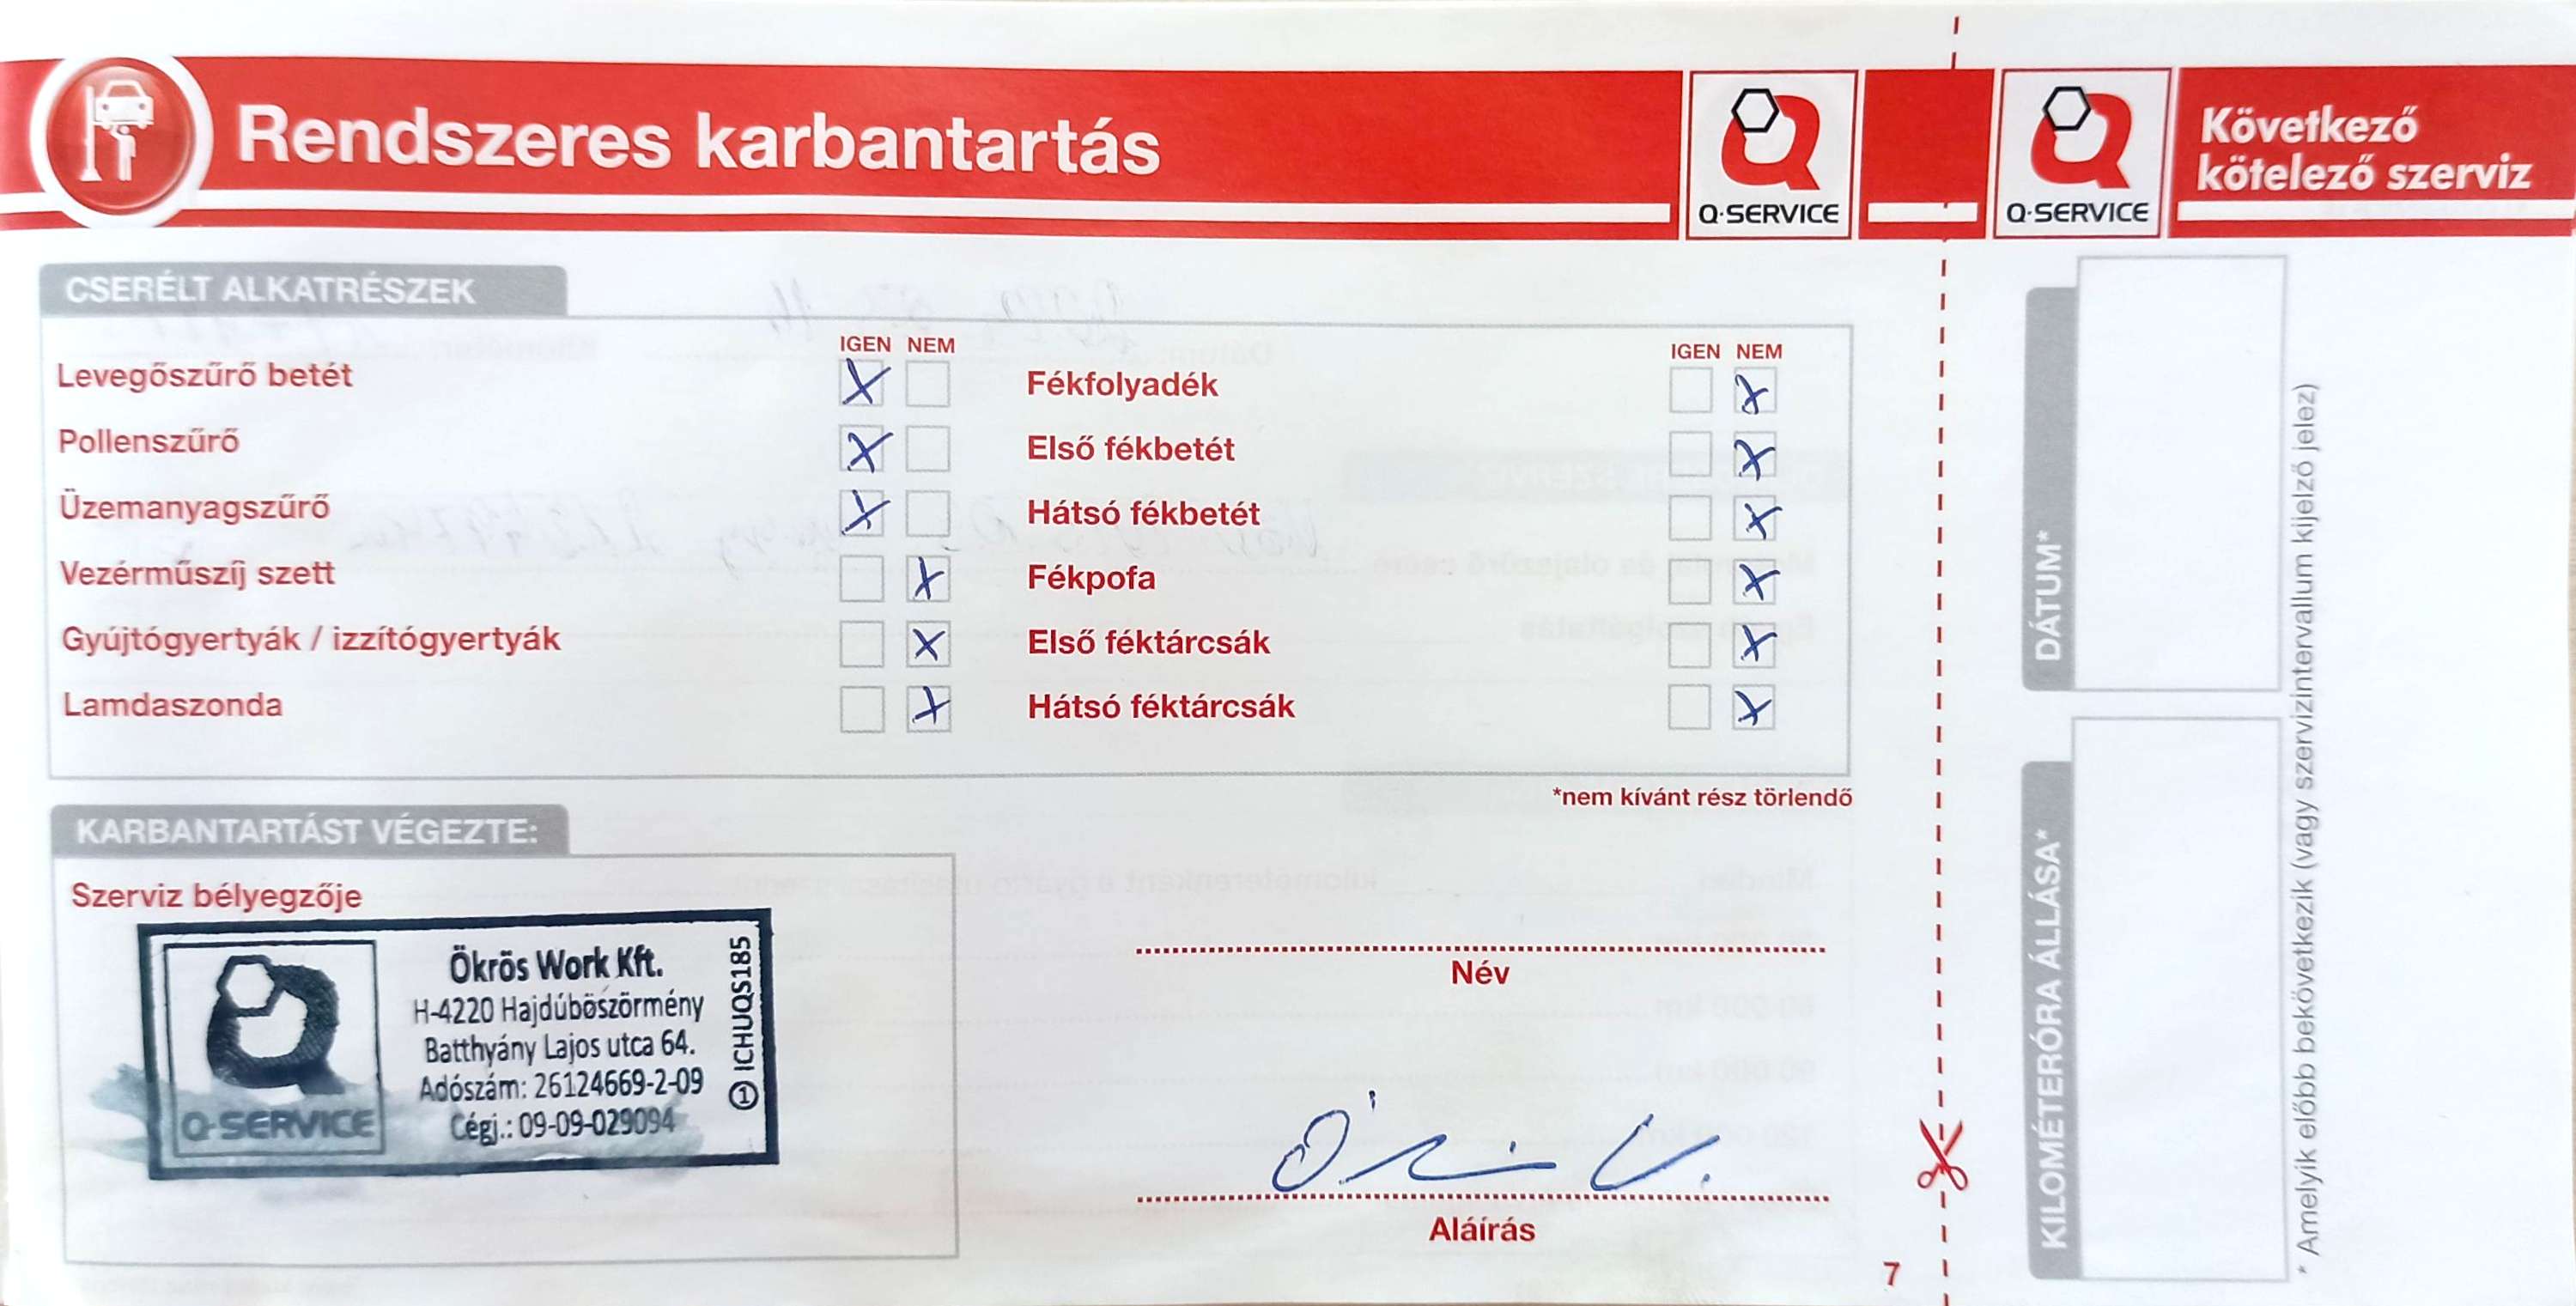 Rendszeres karbantartás
Q·SERVICE
Q·SERVICE
Következő
kötelező szerviz
CSERÉLT ALKATRÉSZEK
IGEN NEM
Levegőszűrő betét
Pollenszűrő
Üzemanyagszűrő
Vezérműszíj szett
Gyújtógyertyák / izzítógyertyák
Lamdaszonda
IGEN NEM
Fékfolyadék
Első fékbetét
Hátsó fékbetét
Fékpofa
Első féktárcsák
Hátsó féktárcsák
*nem kívánt rész törlendő
KARBANTARTÁST VÉGEZTE:
Szerviz bélyegzője
Q-SERVICE
Ökrös Work Kft.
H-4220 Hajdúböszörmény
Batthyány Lajos utca 64.
Adószám: 26124669-2-09
Cégj.: 09-09-029094
① ICHUQS185
Név
Aláírás
7
DÁTUM*
KILOMÉTERÓRA ÁLLÁSA*
* Amelyik előbb bekövetkezik (vagy szervizintervallum kijelző jelez)